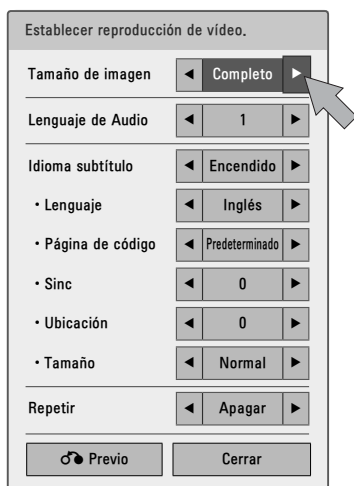 Establecer reproducción de vídeo.
Tamaño de imagen ◄ Completo ►
Lenguaje de Audio ◄ 1 ►
Idioma subtítulo ◄ Encendido ►
• Lenguaje ◄ Inglés ►
• Página de código ◄ Predeterminado ►
• Sinc ◄ 0 ►
• Ubicación ◄ 0 ►
• Tamaño ◄ Normal ►
Repetir ◄ Apagar ►
Previo Cerrar